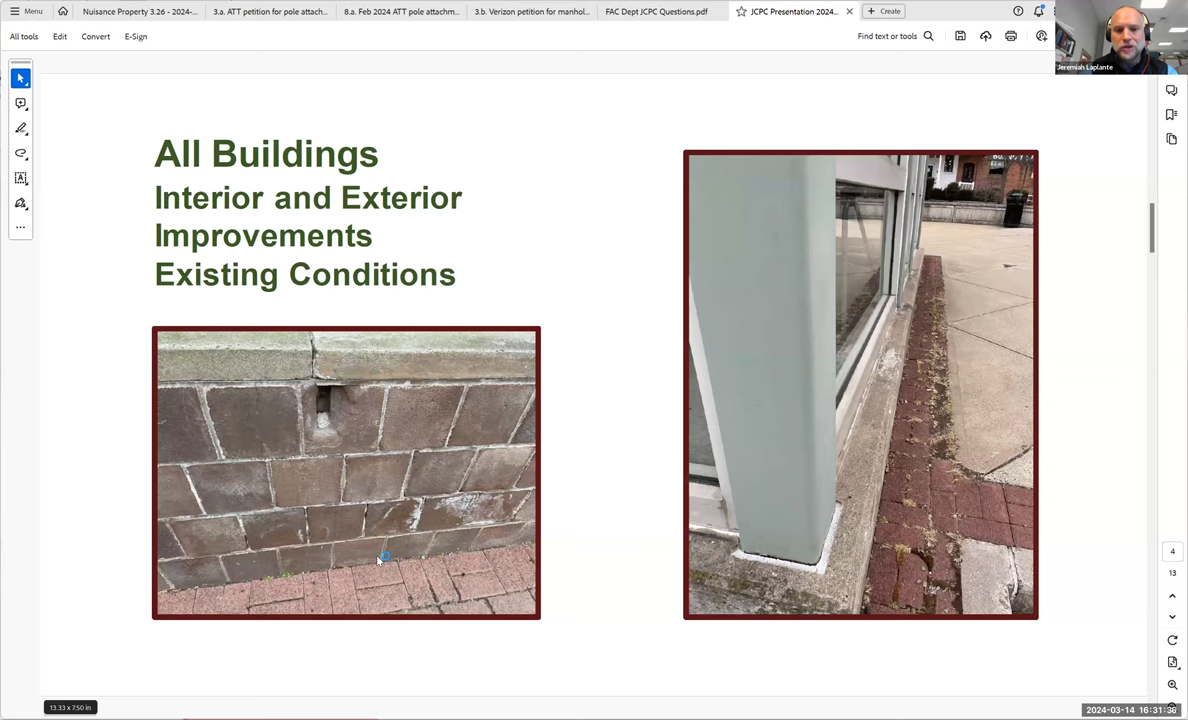 Menu
Nuisance Property 3.26 - 2024-...
3.a. ATT petition for pole attach...
8.a. Feb 2024 ATT pole attachm...
3.b. Verizon petition for manhol...
FAC Dept JCPC Questions.pdf
JCPC Presentation 2024...
Create
All tools
Edit
Convert
E-Sign
Find text or tools
Jeremiah Laplante
All Buildings
Interior and Exterior
Improvements
Existing Conditions
4
13
13.33 x 7.50 in
2024-03-14 16:31:36